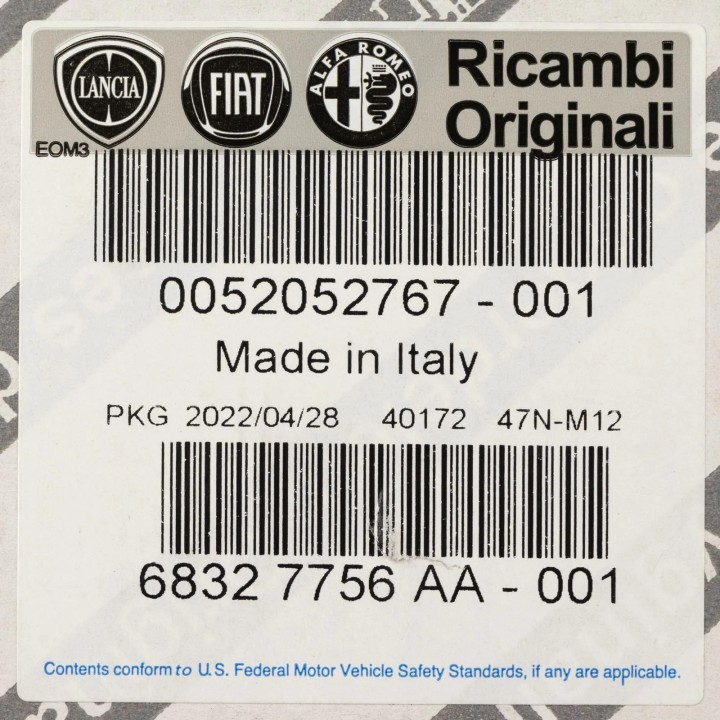 LANCIA FIAT ALFA ROMEO
Ricambi
Originali
EOM3
0052052767 - 001
Made in Italy
PKG 2022/04/28 40172 47N-M12
6832 7756 AA - 001
Contents conform to U.S. Federal Motor Vehicle Safety Standards, if any are applicable.